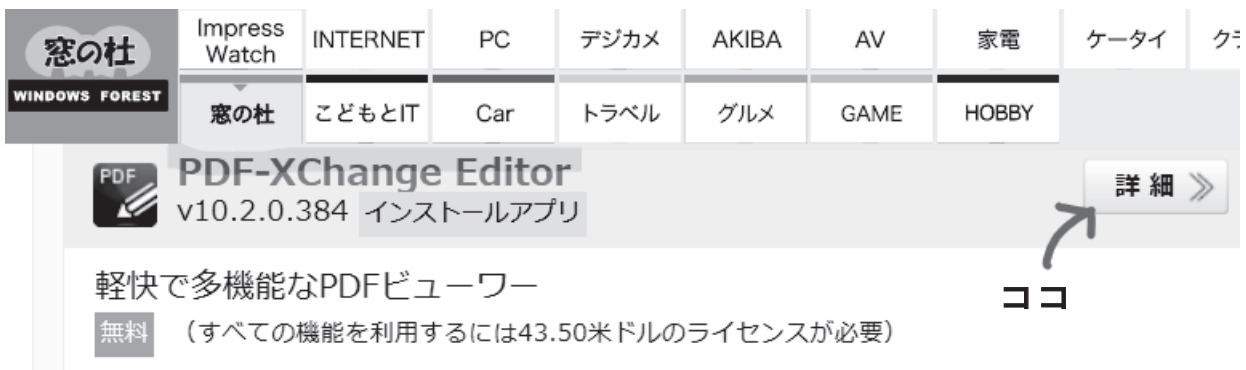 窓の杜
WINDOWS FOREST
Impress Watch
INTERNET
PC
デジカメ
AKIBA
AV
家電
ケータイ
窓の杜
こどもとIT
Car
トラベル
グルメ
GAME
HOBBY
PDF
PDF-XChange Editor
v10.2.0.384 インストールアプリ
詳細
ココ
軽快で多機能なPDFビューワー
無料 (すべての機能を利用するには43.50米ドルのライセンスが必要)